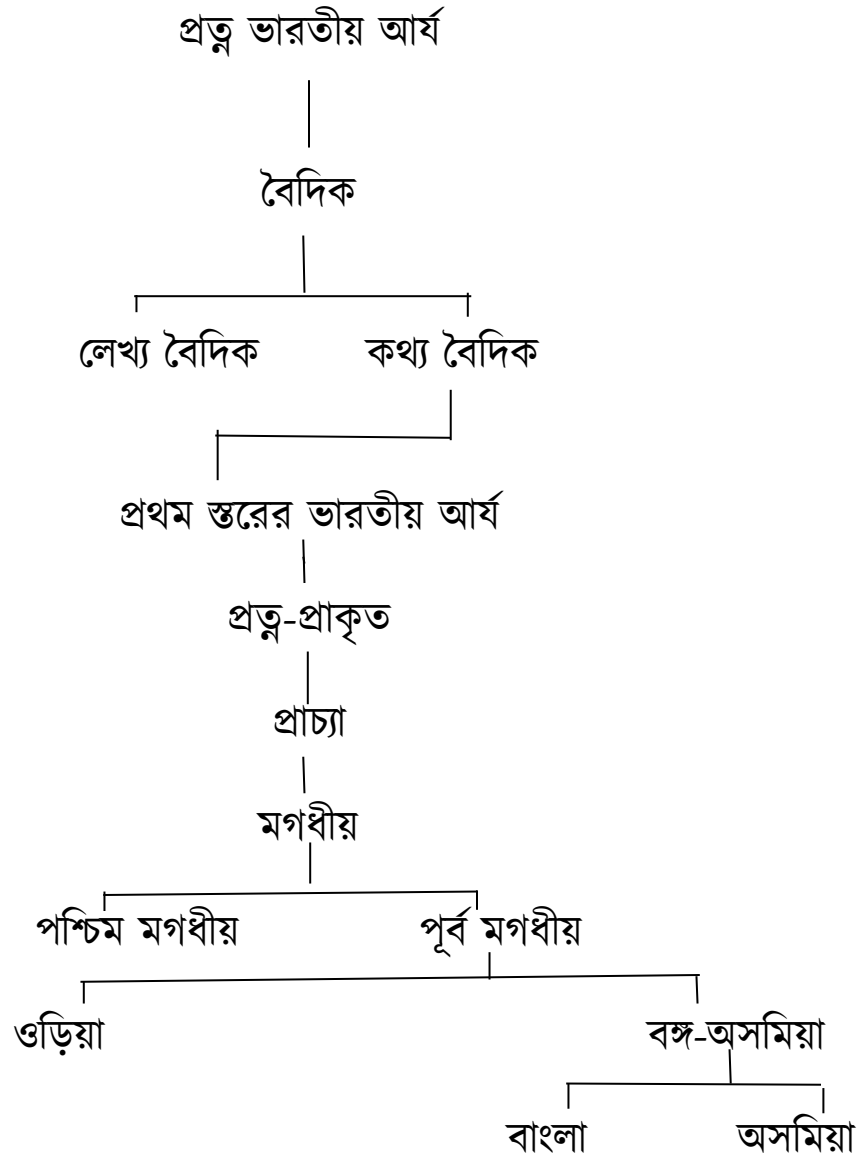 প্রত্ন ভারতীয় আর্য
বৈদিক
লেখ্য বৈদিক কথ্য বৈদিক
প্রথম স্তরের ভারতীয় আর্য
প্রত্ন-প্রাকৃত
প্রাচ্যা
মগধীয়
পশ্চিম মগধীয় পূর্ব মগধীয়
ওড়িয়া বঙ্গ-অসমিয়া
বাংলা অসমিয়া